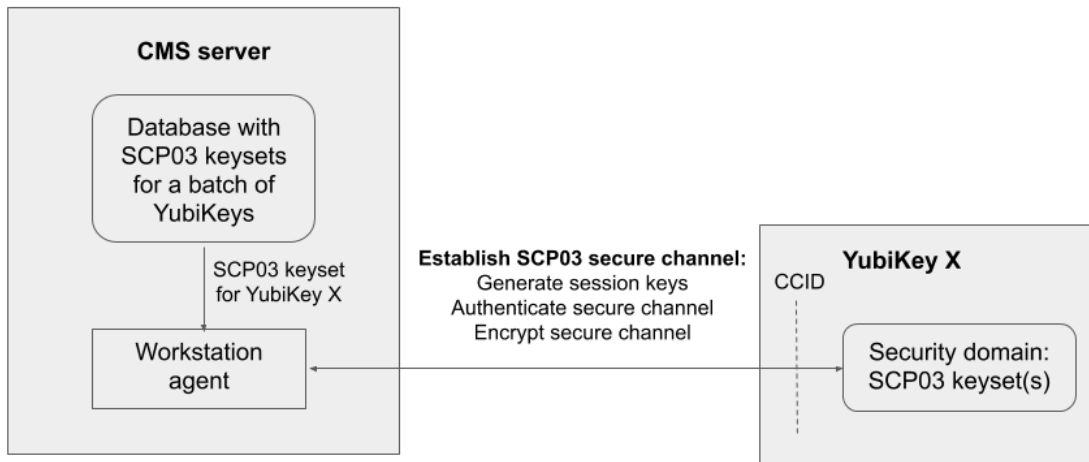 CMS server
Database with
SCP03 keysets
for a batch of
YubiKeys
SCP03 keyset
for YubiKey X
Workstation
agent
Establish SCP03 secure channel:
Generate session keys
Authenticate secure channel
Encrypt secure channel
YubiKey X
CCID
Security domain:
SCP03 keyset(s)